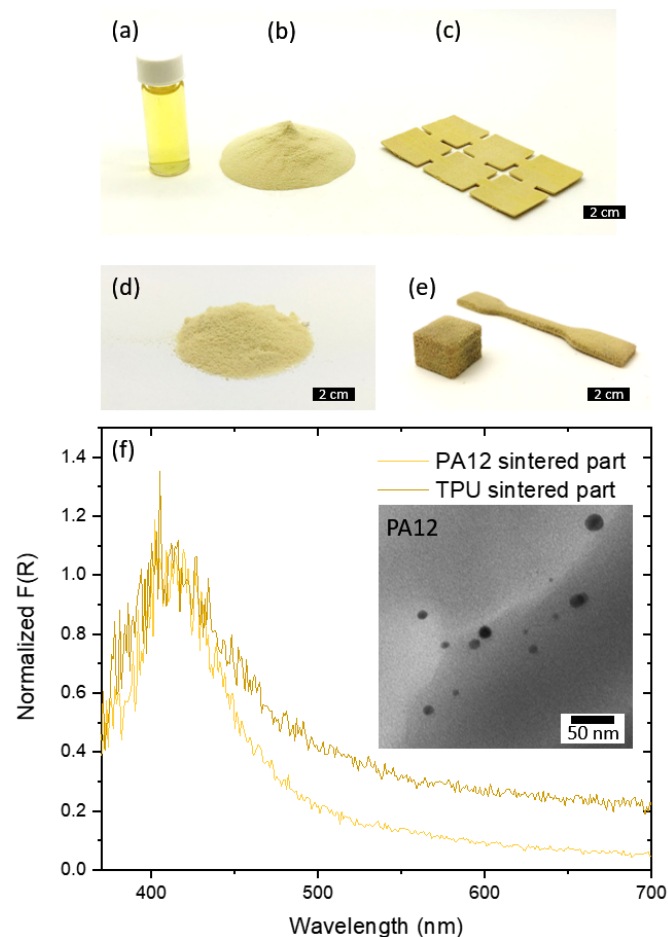 (a)
(b)
(c)
2 cm
(d)
(e)
2 cm
2 cm
(f)
PA12 sintered part
TPU sintered part
PA12
50 nm
1.4
1.2
1.0
0.8
0.6
0.4
0.2
0.0
Normalized F(R)
400
500
600
700
Wavelength (nm)